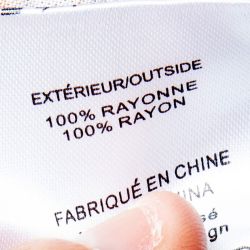 EXTÉRIEUR/OUTSIDE
100% RAYONNE
100% RAYON
FABRIQUÉ EN CHINE